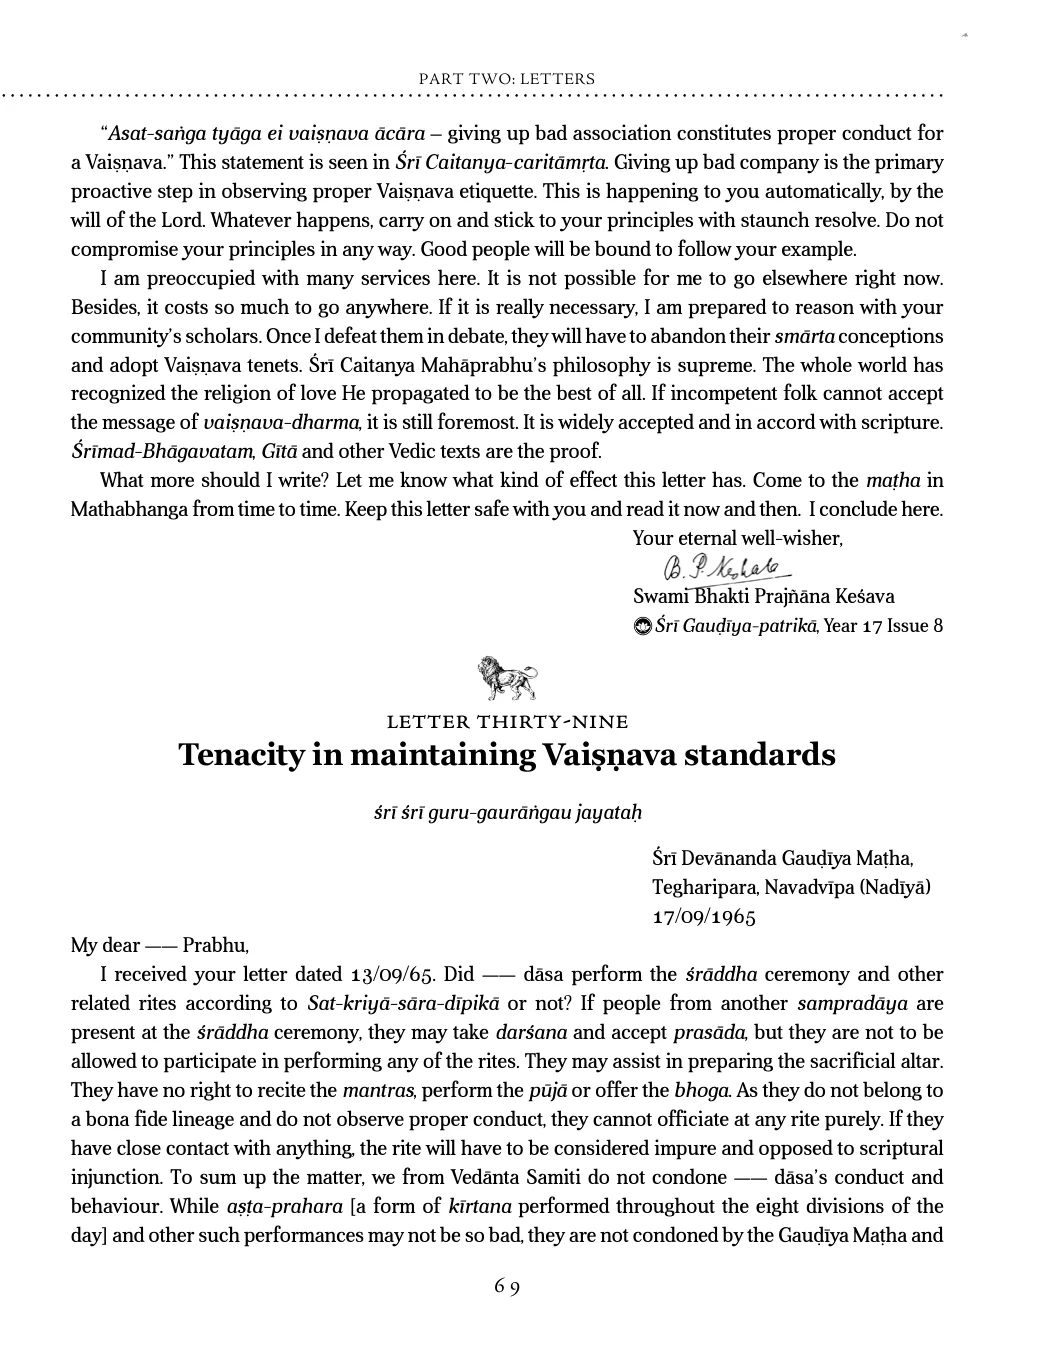 PART TWO: LETTERS
“Asat-saṅga tyāga ei vaiṣṇava ācāra – giving up bad association constitutes proper conduct for
a Vaiṣṇava.” This statement is seen in Śrī Caitanya-caritāmṛta. Giving up bad company is the primary
proactive step in observing proper Vaiṣṇava etiquette. This is happening to you automatically, by the
will of the Lord. Whatever happens, carry on and stick to your principles with staunch resolve. Do not
compromise your principles in any way. Good people will be bound to follow your example.
I am preoccupied with many services here. It is not possible for me to go elsewhere right now.
Besides, it costs so much to go anywhere. If it is really necessary, I am prepared to reason with your
community’s scholars. Once I defeat them in debate, they will have to abandon their smārta conceptions
and adopt Vaiṣṇava tenets. Śrī Caitanya Mahāprabhu’s philosophy is supreme. The whole world has
recognized the religion of love He propagated to be the best of all. If incompetent folk cannot accept
the message of vaiṣṇava-dharma, it is still foremost. It is widely accepted and in accord with scripture.
Śrīmad-Bhāgavatam, Gītā and other Vedic texts are the proof.
What more should I write? Let me know what kind of effect this letter has. Come to the maṭha in
Mathabhanga from time to time. Keep this letter safe with you and read it now and then. I conclude here.
Your eternal well-wisher,
B. P. Keshab
Swami Bhakti Prajñāna Keśava
Śrī Gauḍīya-patrikā, Year 17 Issue 8
LETTER THIRTY-NINE
Tenacity in maintaining Vaiṣṇava standards
śrī śrī guru-gaurāṅgau jayataḥ
Śrī Devānanda Gauḍīya Maṭha,
Tegharipara, Navadvīpa (Nadīyā)
17/09/1965
My dear —— Prabhu,
I received your letter dated 13/09/65. Did —— dāsa perform the śrāddha ceremony and other
related rites according to Sat-kriyā-sāra-dīpikā or not? If people from another sampradāya are
present at the śrāddha ceremony, they may take darśana and accept prasāda, but they are not to be
allowed to participate in performing any of the rites. They may assist in preparing the sacrificial altar.
They have no right to recite the mantras, perform the pūjā or offer the bhoga. As they do not belong to
a bona fide lineage and do not observe proper conduct, they cannot officiate at any rite purely. If they
have close contact with anything, the rite will have to be considered impure and opposed to scriptural
injunction. To sum up the matter, we from Vedānta Samiti do not condone —— dāsa’s conduct and
behaviour. While aṣṭa-prahara [a form of kīrtana performed throughout the eight divisions of the
day] and other such performances may not be so bad, they are not condoned by the Gauḍīya Maṭha and
69